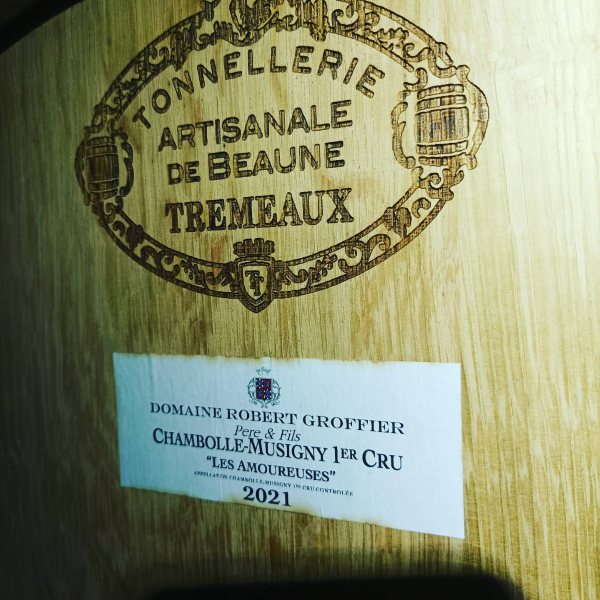 TONNELLERIE
ARTISANALE
DE BEAUNE
TREMEAUX
TT
DOMAINE ROBERT GROFFIER
Pere & Fils
CHAMBOLLE-MUSIGNY 1ER CRU
"LES AMOUREUSES"
APPELLATION CHAMBOLLE-MUSIGNY 1ER CRU CONTROLÉE
2021